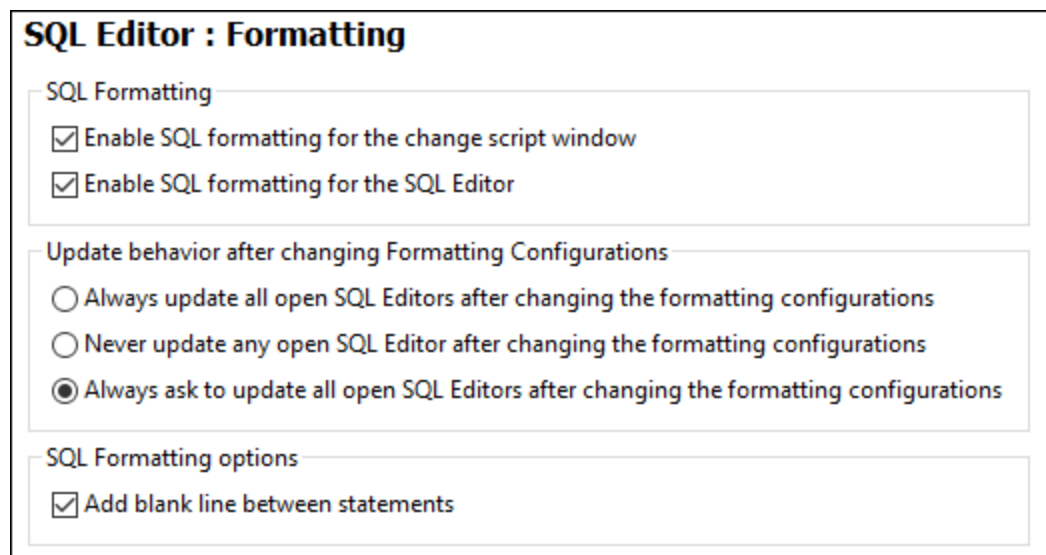 SQL Editor : Formatting
SQL Formatting
Enable SQL formatting for the change script window
Enable SQL formatting for the SQL Editor
Update behavior after changing Formatting Configurations
Always update all open SQL Editors after changing the formatting configurations
Never update any open SQL Editor after changing the formatting configurations
Always ask to update all open SQL Editors after changing the formatting configurations
SQL Formatting options
Add blank line between statements